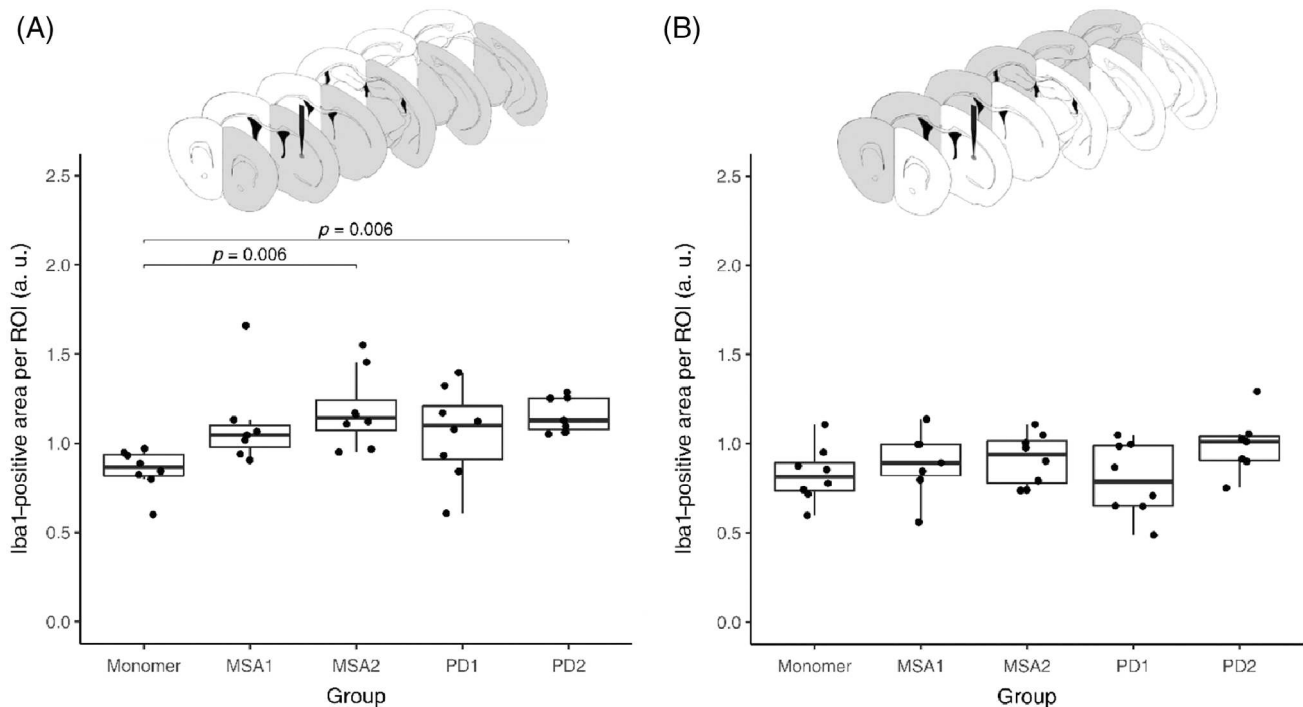 (A)
Iba1-positive area per ROI (a. u.)
2.5
2.0
1.5
1.0
0.5
0.0
p = 0.006
p = 0.006
Monomer MSA1 MSA2 PD1 PD2
Group
(B)
Iba1-positive area per ROI (a. u.)
2.5
2.0
1.5
1.0
0.5
0.0
Monomer MSA1 MSA2 PD1 PD2
Group